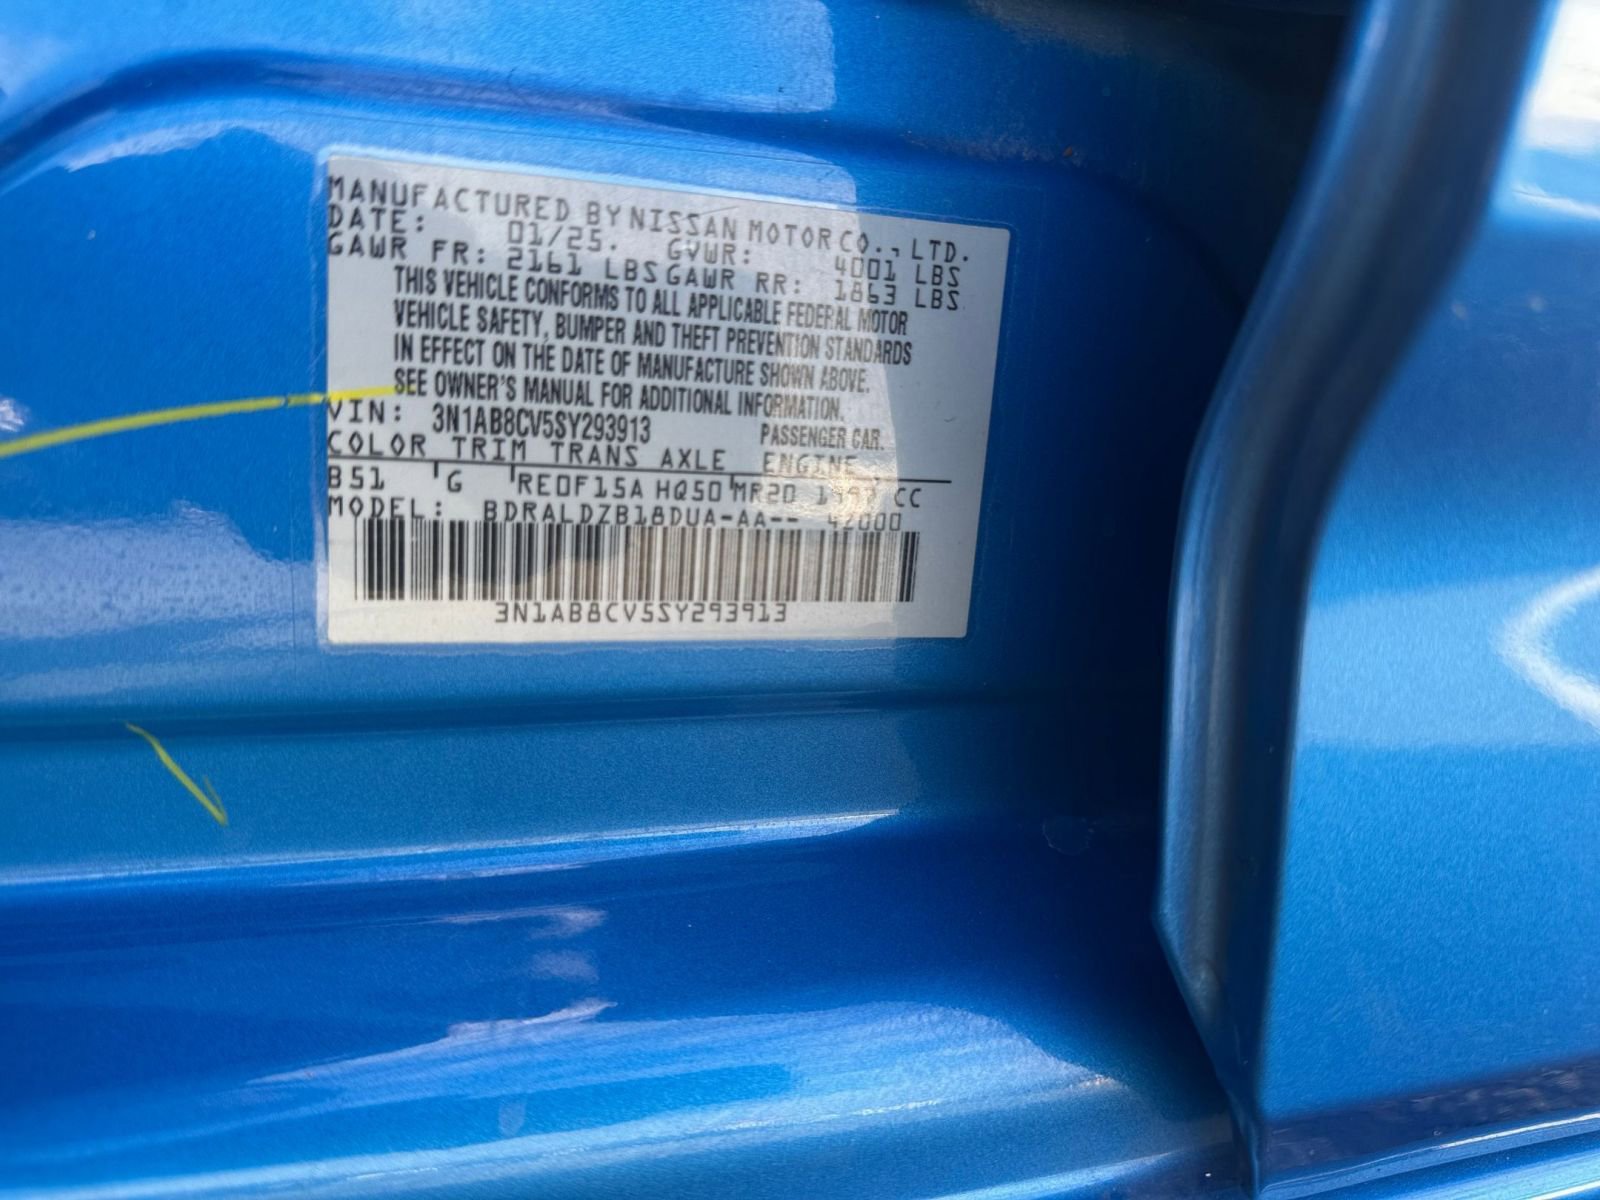 MANUFACTURED BY NISSAN MOTOR CO., LTD.
DATE: 01/25. GVWR: 4001 LBS
GAWR FR: 2161 LBS GAWR RR: 1863 LBS
THIS VEHICLE CONFORMS TO ALL APPLICABLE FEDERAL MOTOR
VEHICLE SAFETY, BUMPER AND THEFT PREVENTION STANDARDS
IN EFFECT ON THE DATE OF MANUFACTURE SHOWN ABOVE.
SEE OWNER'S MANUAL FOR ADDITIONAL INFORMATION.
VIN: 3N1AB8CV5SY293913 PASSENGER CAR.
COLOR TRIM TRANS AXLE ENGINE
B51 G RE0F15A HQ50 MR20 1997 CC
MODEL: BDRALDZB18DUA-AA-- 42000
3N1AB8CV5SY293913